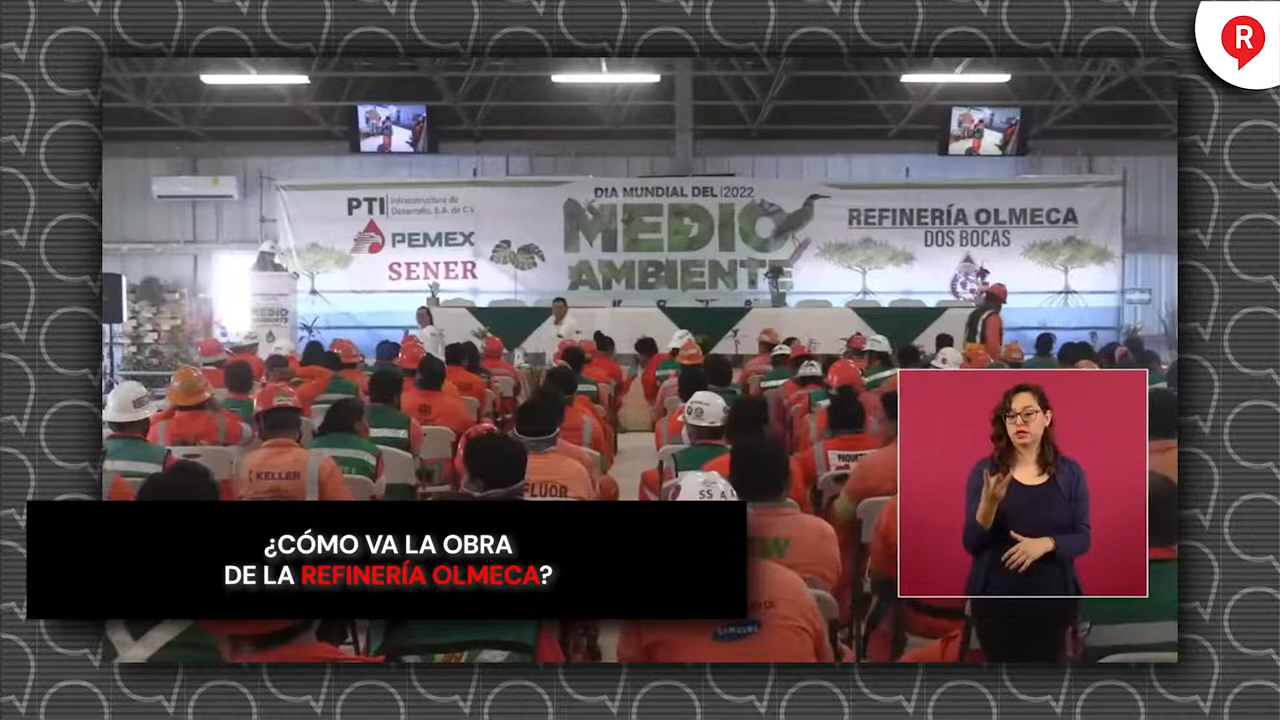 R
DIA MUNDIAL DEL | 2022
MEDIO
AMBIENTE
PTI Infraestructura de
Desarrollo, S.A. de C.V
PEMEX
SENER
REFINERÍA OLMECA
DOS BOCAS
MEDIO
AMBIENTE
KELLER
FLUOR
SAMSUNG
¿CÓMO VA LA OBRA
DE LA REFINERÍA OLMECA?